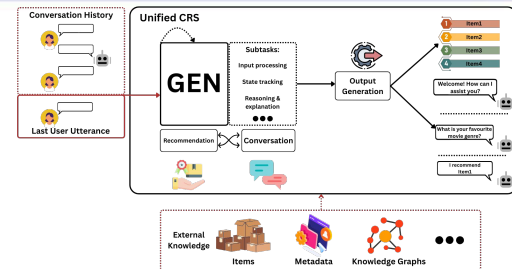 Conversation History
Last User Utterance
Unified CRS
GEN
Subtasks:
Input processing
State tracking
Reasoning &
explanation
Recommendation
Conversation
Output
Generation
1 Item1
2 Item2
3 Item3
4 Item4
Welcome! How can I
assist you?
What is your favourite
movie genre?
I recommend
Item1
External
Knowledge
Items
Metadata
Knowledge Graphs